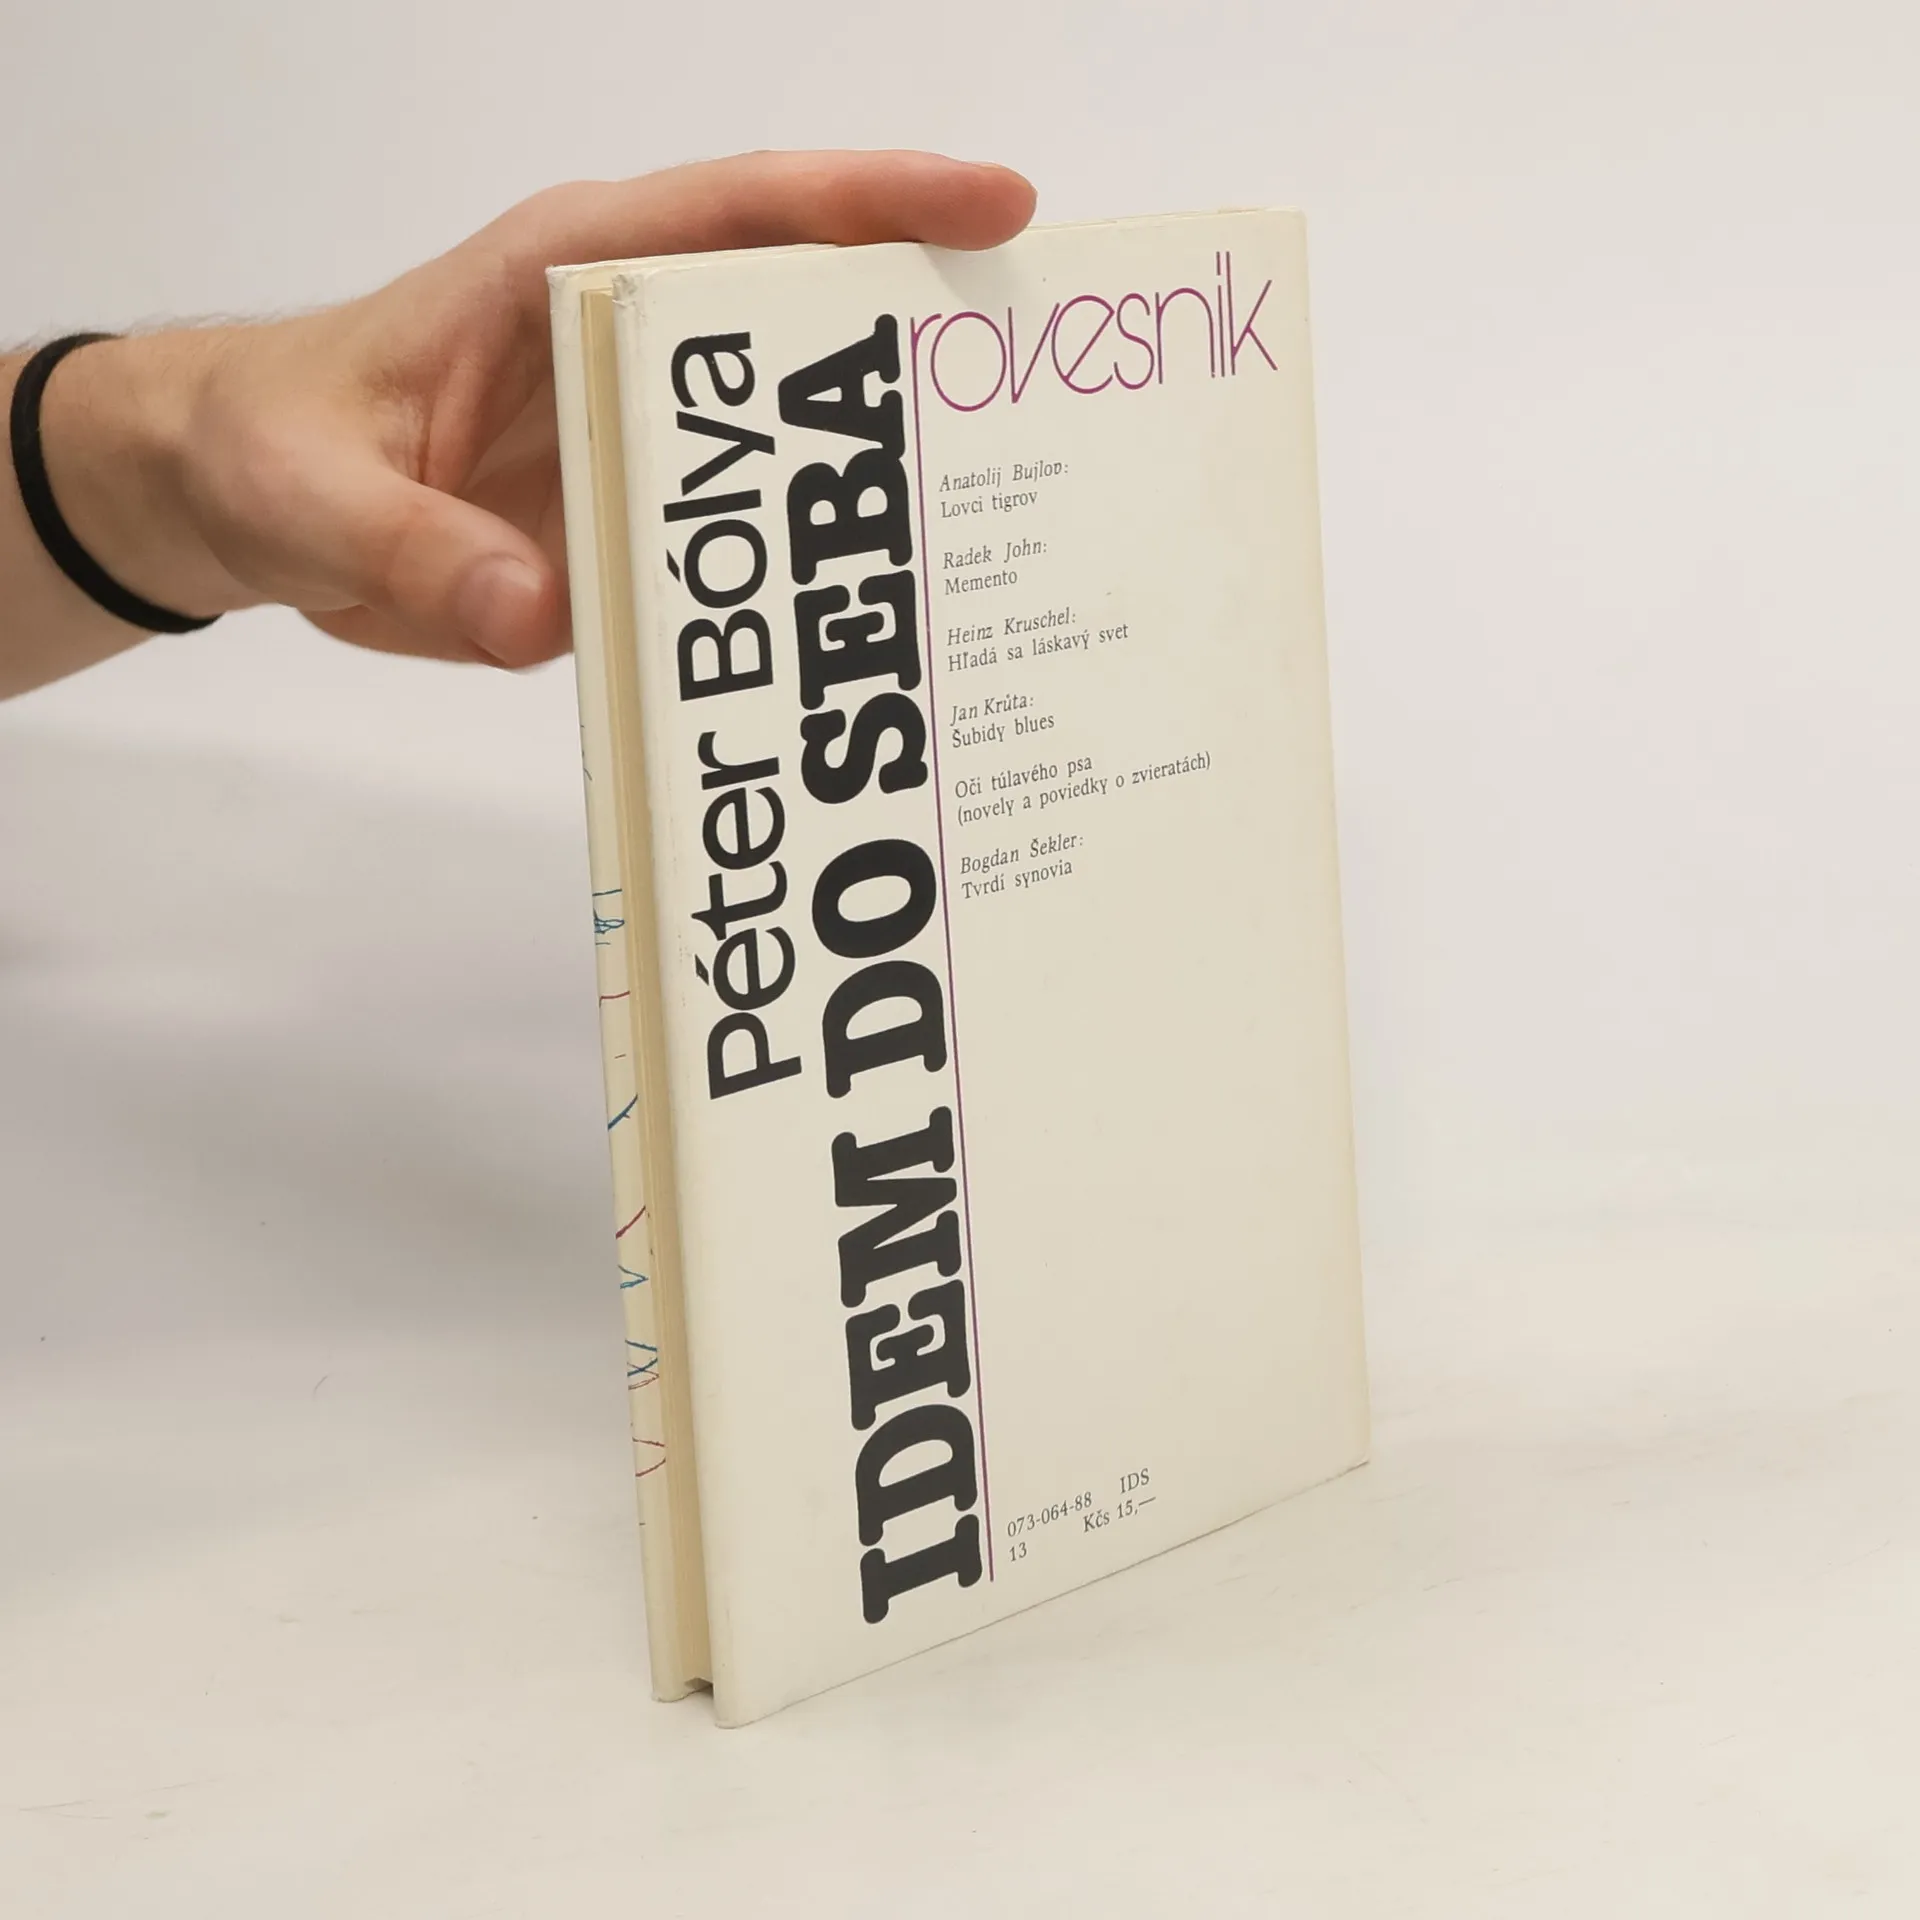 Péter Bólya
IDEM DO SEBA
rovesník
Anatolij Bujlov:
Lovci tigrov
Radek John:
Memento
Heinz Kruschel:
Hľadá sa láskavý svet
Jan Krůta:
Šubidy blues
Oči túlavého psa
(novely a poviedky o zvieratách)
Bogdan Šekler:
Tvrdí synovia
073-064-88 IDS
13 Kčs 15,—